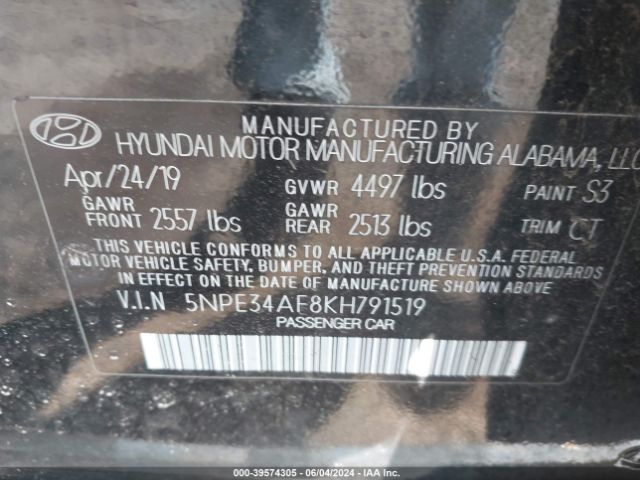 MANUFACTURED BY
HYUNDAI MOTOR MANUFACTURING ALABAMA, LLC
Apr/24/19 GVWR 4497 lbs PAINT S3
GAWR FRONT 2557 lbs GAWR REAR 2513 lbs TRIM CT
THIS VEHICLE CONFORMS TO ALL APPLICABLE U.S.A. FEDERAL
MOTOR VEHICLE SAFETY, BUMPER, AND THEFT PREVENTION STANDARDS
IN EFFECT ON THE DATE OF MANUFACTURE SHOWN ABOVE
V.I.N 5NPE34AF8KH791519
PASSENGER CAR
000-39574305 - 06/04/2024 - IAA Inc.